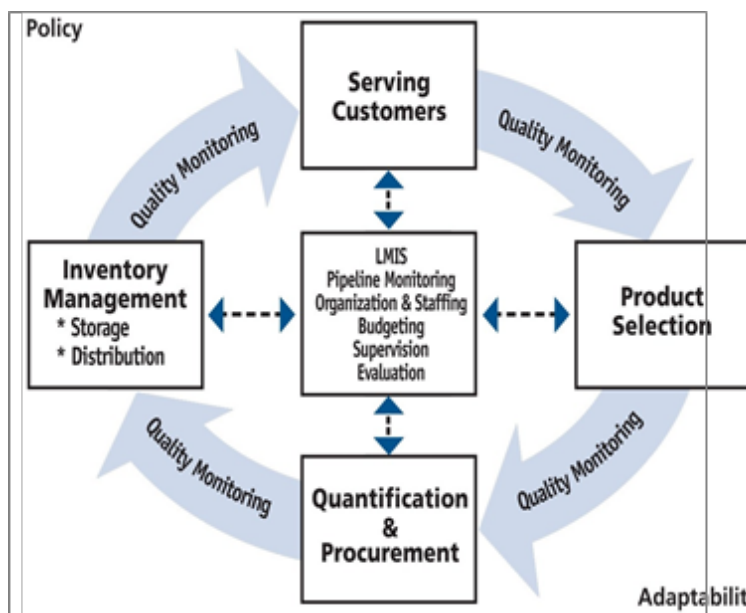 Policy
Serving
Customers
Quality Monitoring
Quality Monitoring
Inventory
Management
* Storage
* Distribution
LMIS
Pipeline Monitoring
Organization & Staffing
Budgeting
Supervision
Evaluation
Product
Selection
Quality Monitoring
Quality Monitoring
Quantification
&
Procurement
Adaptabilit